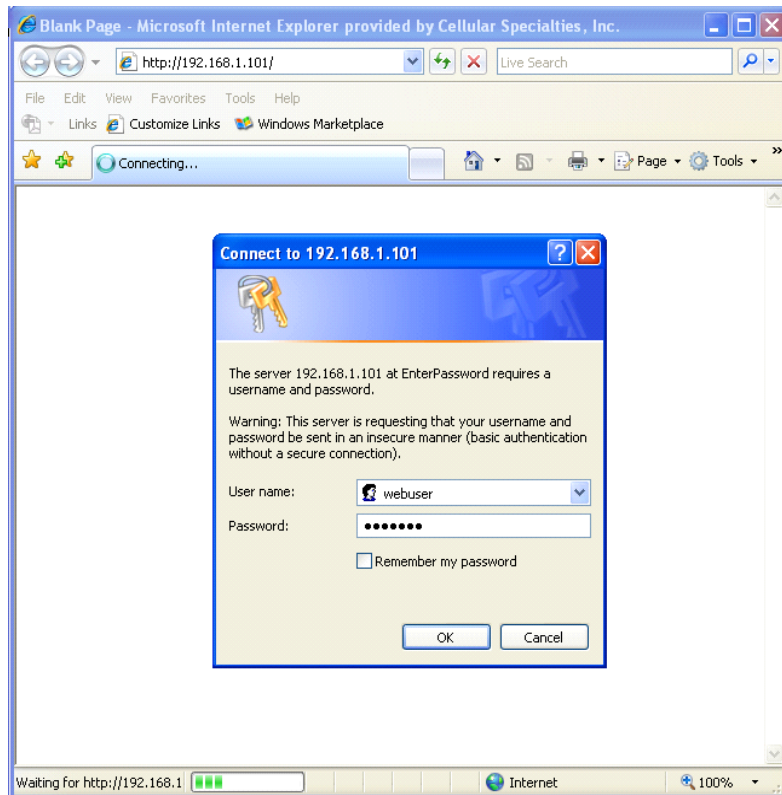 Blank Page - Microsoft Internet Explorer provided by Cellular Specialties, Inc.
http://192.168.1.101/
Live Search
File Edit View Favorites Tools Help
Links Customize Links Windows Marketplace
Connecting...
Page Tools »
Connect to 192.168.1.101
The server 192.168.1.101 at EnterPassword requires a
username and password.
Warning: This server is requesting that your username and
password be sent in an insecure manner (basic authentication
without a secure connection).
User name: webuser
Password: •••••••
Remember my password
OK Cancel
Waiting for http://192.168.1 Internet 100%